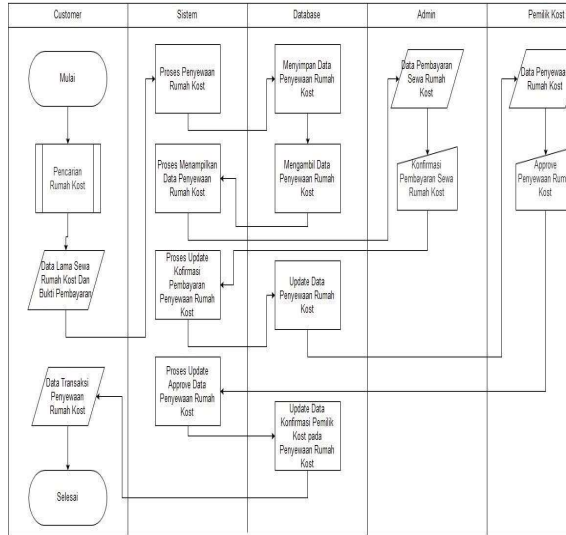 Customer
Sistem
Database
Admin
Pemilik Kost
Mulai
Proses Penyewaan
Rumah Kost
Menyimpan Data
Penyewaan Rumah
Kost
Data Pembayaran
Sewa Rumah
Kost
Data Penyewaa
Rumah Kost
Pencarian
Rumah Kost
Proses Menampilkan
Data Penyewaan
Rumah Kost
Mengambil Data
Penyewaan Rumah
Kost
Konfirmasi
Pembayaran Sewa
Rumah Kost
Approve
Penyewaan Rumah
Kost
Data Lama Sewa
Rumah Kost Dan
Bukti Pembayaran
Proses Update
Kofirmasi
Pembayaran
Penyewaan Rumah
Kost
Update Data
Penyewaan Rumah
Kost
Data Transaksi
Penyewaan
Rumah Kost
Proses Update
Approve Data
Penyewaan Rumah
Kost
Update Data
Konfirmasi Pemilik
Kost pada
Penyewaan Rumah
Kost
Selesai